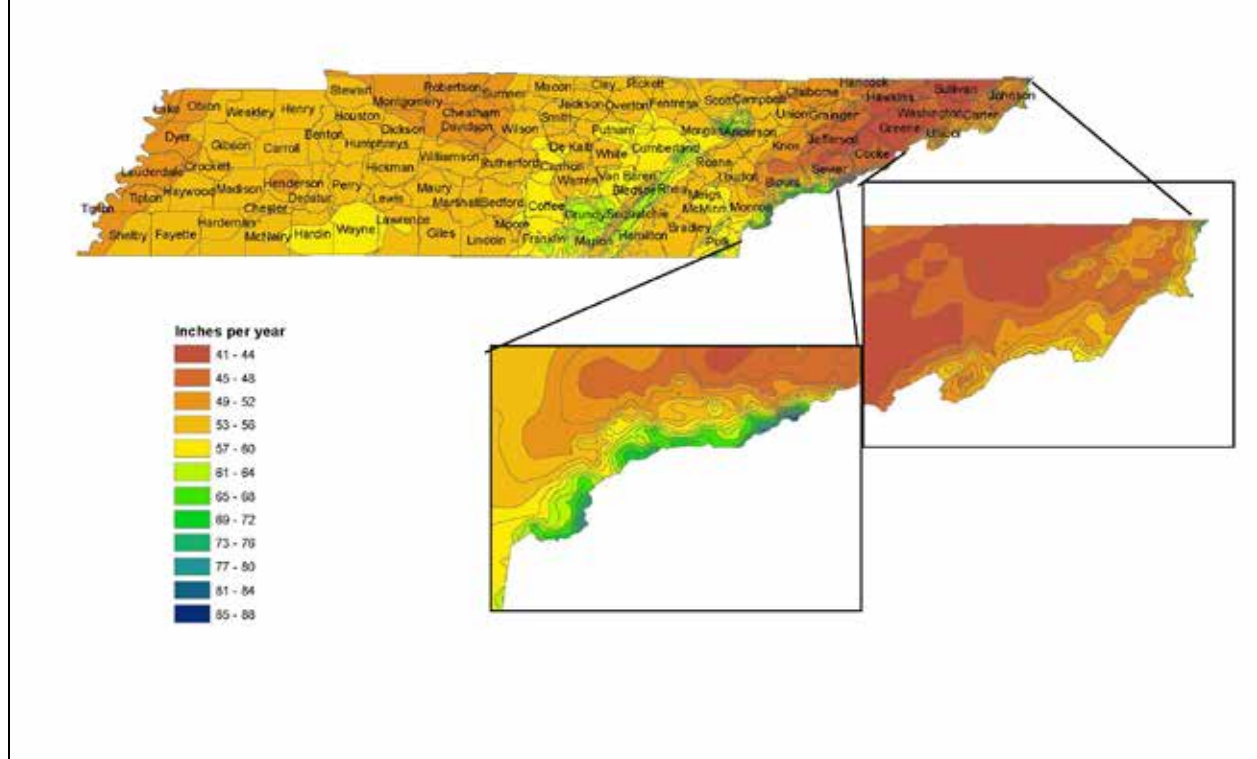 Stewart
Robertson
Sumner
Macon
Clay
Pickett
Hancock
Lake
Obion
Weakley
Henry
Houston
Montgomery
Cheatham
Jackson
Overton
Fentress
Scott
Campbell
Claiborne
Hawkins
Sullivan
Johnson
Dyer
Gibson
Carroll
Benton
Humphreys
Dickson
Davidson
Wilson
Smith
Putnam
Morgan
Anderson
Union
Grainger
Greene
Washington
Carter
Unicoi
Lauderdale
Crockett
Hickman
Williamson
Rutherford
Cannon
De Kalb
White
Cumberland
Roane
Loudon
Knox
Jefferson
Cocke
Sevier
Blount
Tipton
Tipton
Haywood
Madison
Henderson
Decatur
Perry
Lewis
Maury
Marshall
Bedford
Coffee
Warren
Van Buren
Bledsoe
Rhea
Meigs
McMinn
Monroe
Shelby
Fayette
Hardeman
Chester
McNairy
Hardin
Wayne
Lawrence
Giles
Lincoln
Moore
Franklin
Grundy
Sequatchie
Marion
Hamilton
Bradley
Polk
Inches per year
41 - 44
45 - 48
49 - 52
53 - 56
57 - 60
61 - 64
65 - 68
69 - 72
73 - 76
77 - 80
81 - 84
85 - 88